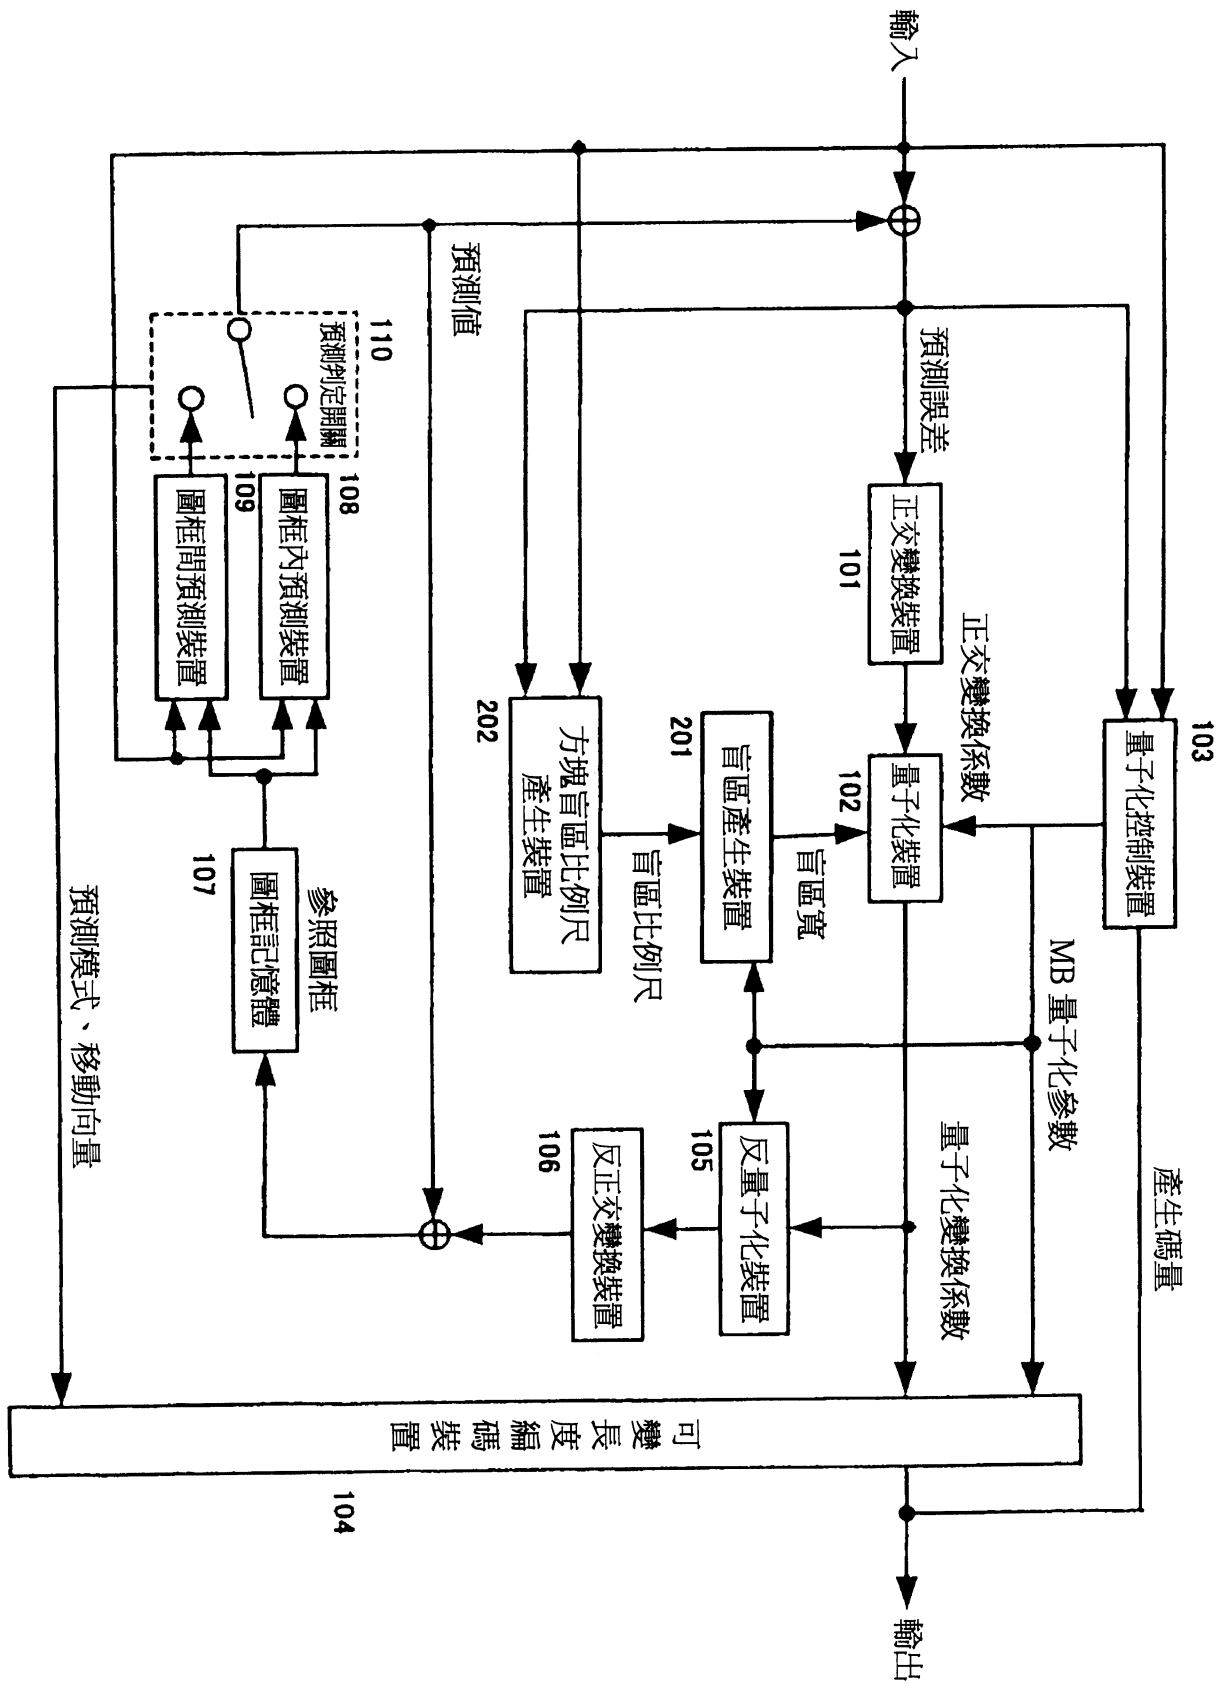 輸入
103
量子化控制裝置
MB 量子化參數
產生碼量
預測誤差
正交變換裝置
101
正交變換係數
量子化裝置
102
量子化變換係數
盲區寬
201
盲區產生裝置
盲區比例尺
202
方塊盲區比例尺
產生裝置
反量子化裝置
105
反正交變換裝置
106
預測值
110
預測判定開關
108
圖框內預測裝置
109
圖框間預測裝置
參照圖框
圖框記憶體
107
預測模式、移動向量
可變長度編碼裝置
104
輸出